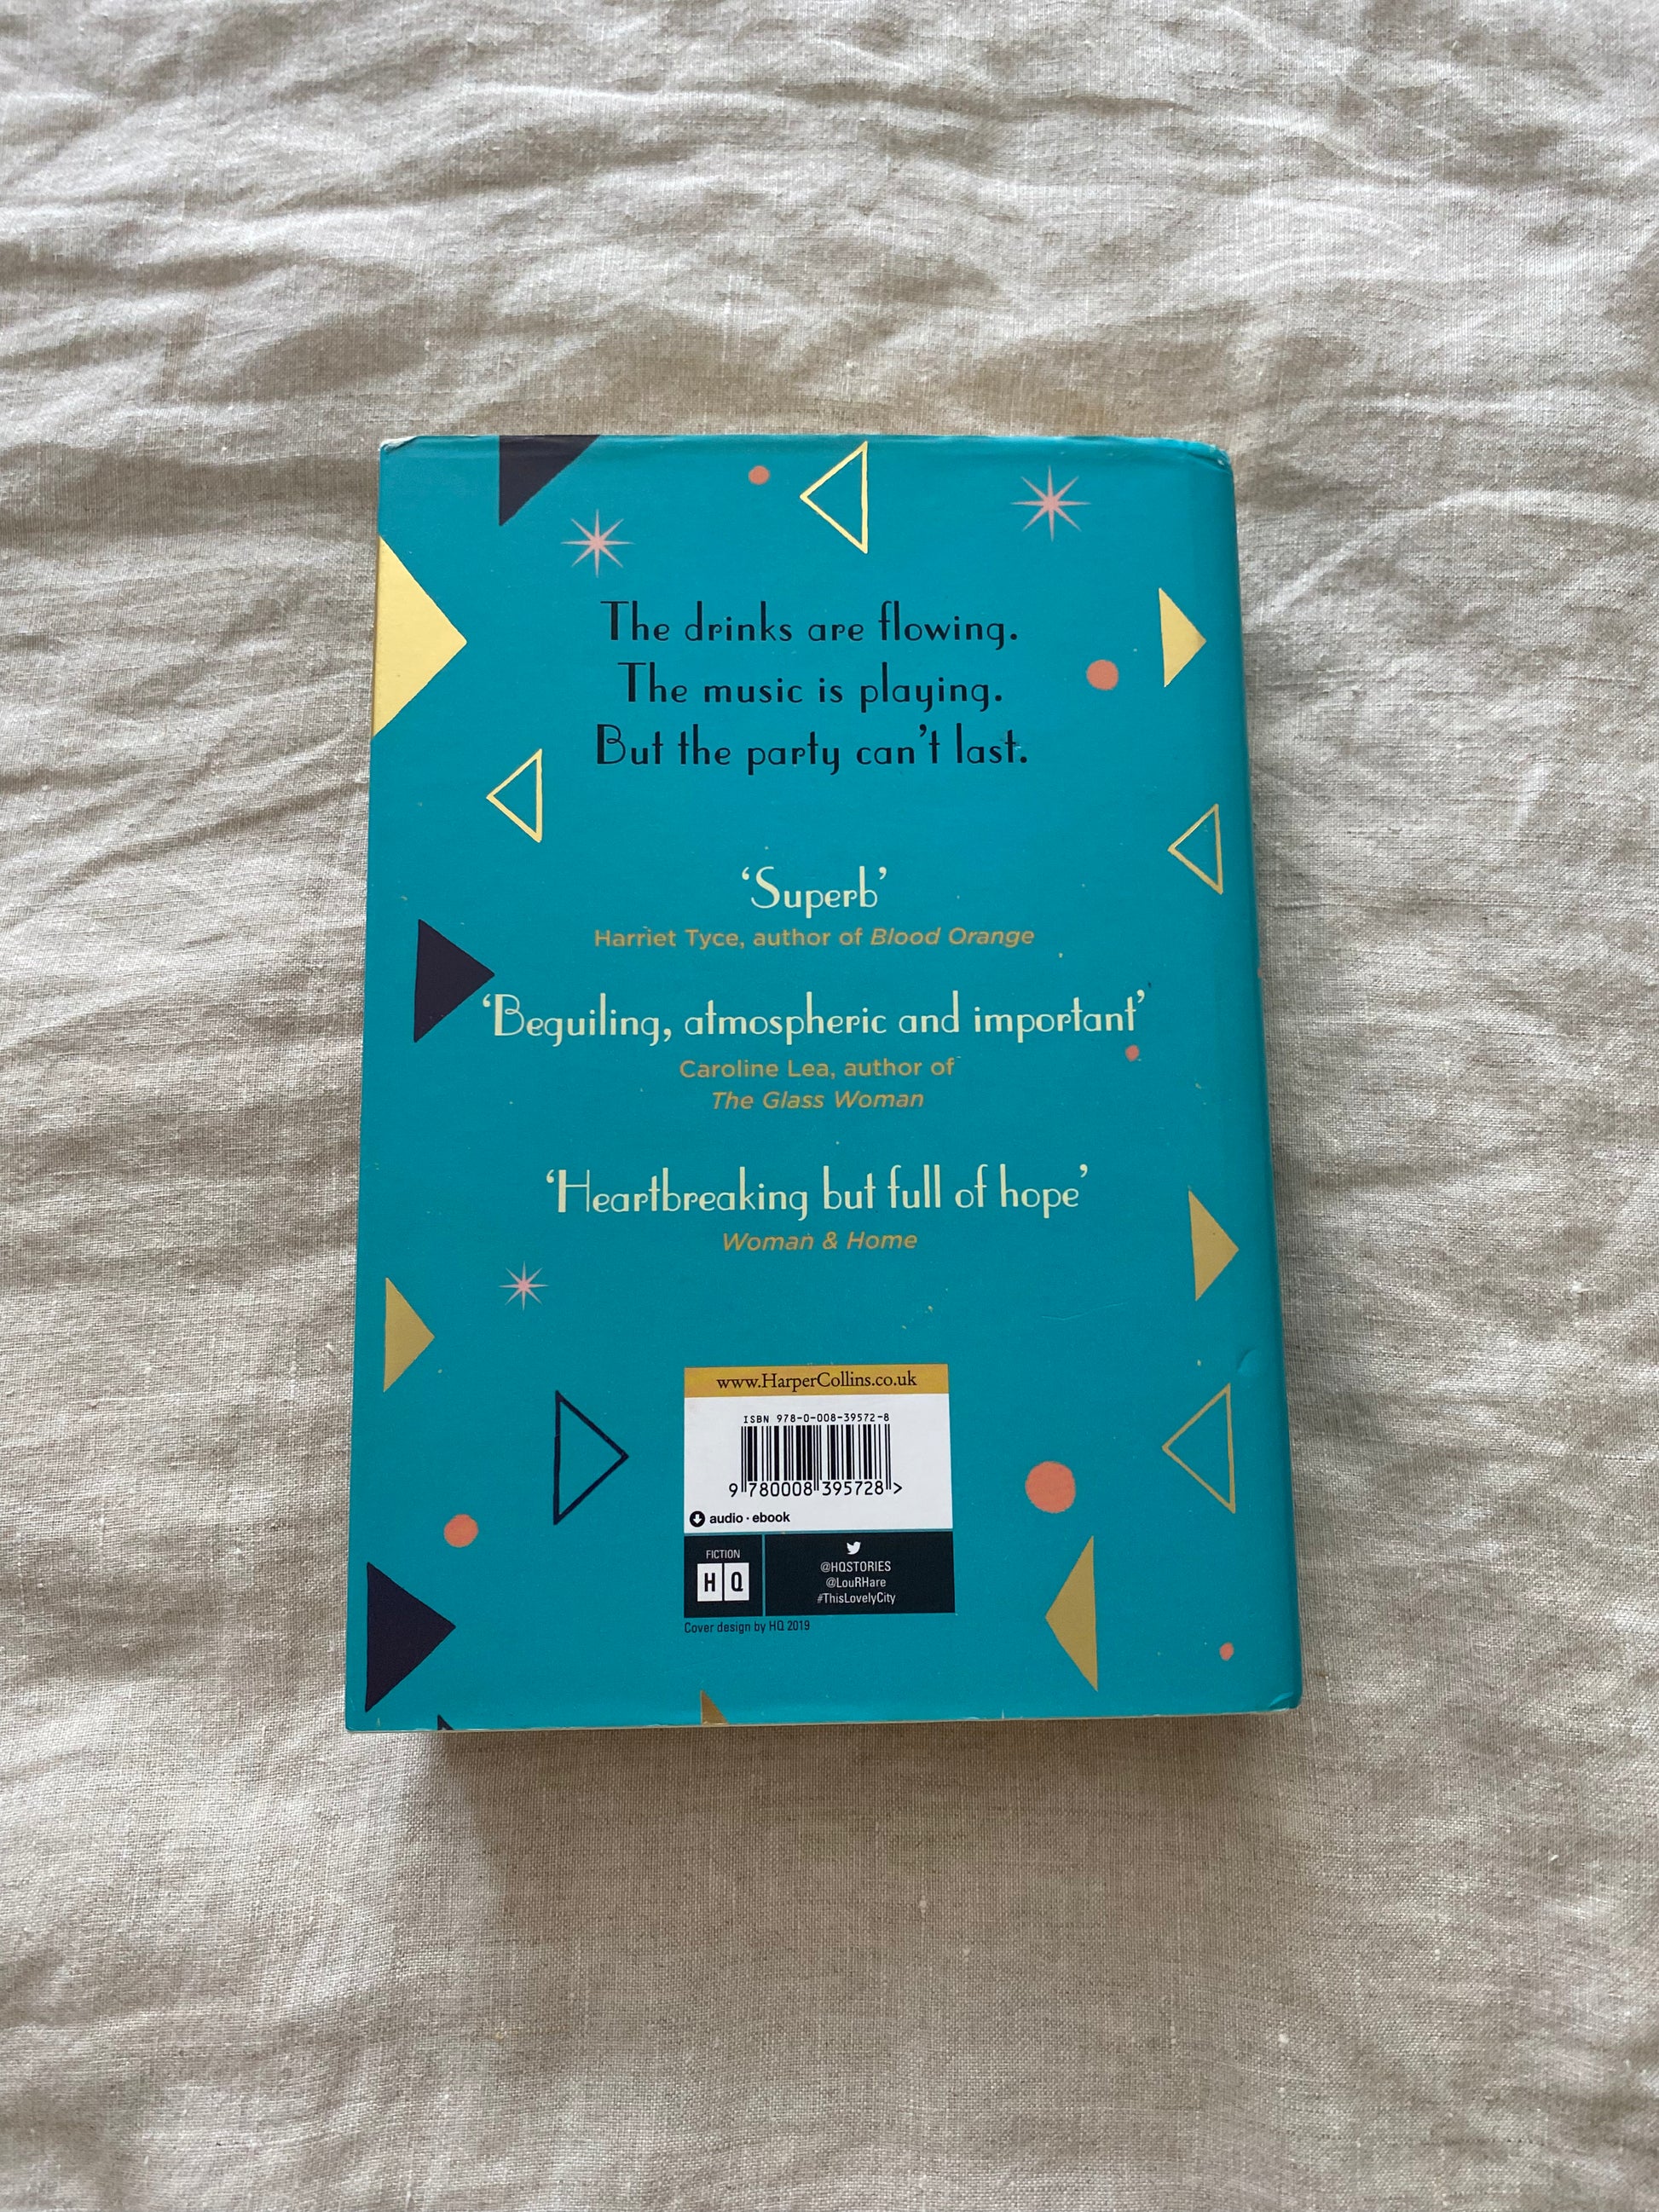 The drinks are flowing.
The music is playing.
But the party can't last.
‘Superb’
Harriet Tyce, author of Blood Orange
‘Beguiling, atmospheric and important’
Caroline Lea, author of
The Glass Woman
‘Heartbreaking but full of hope’
Woman & Home
www.HarperCollins.co.uk
ISBN 978-0-008-39572-8
9 780008 395728 >
audio · ebook
FICTION
HQ
@HQSTORIES
@LouRHare
#ThisLovelyCity
Cover design by HQ 2019